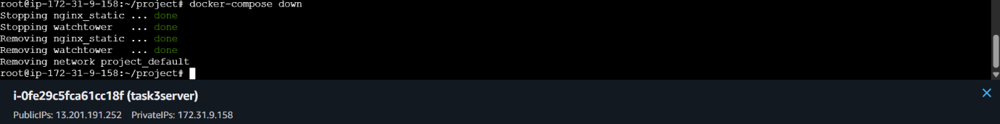 root@ip-172-31-9-158:~/project# docker-compose down
Stopping nginx_static ... done
Stopping watchtower   ... done
Removing nginx_static ... done
Removing watchtower   ... done
Removing network project_default
root@ip-172-31-9-158:~/project#
i-0fe29c5fca61cc18f (task3server)
PublicIPs: 13.201.191.252 PrivateIPs: 172.31.9.158